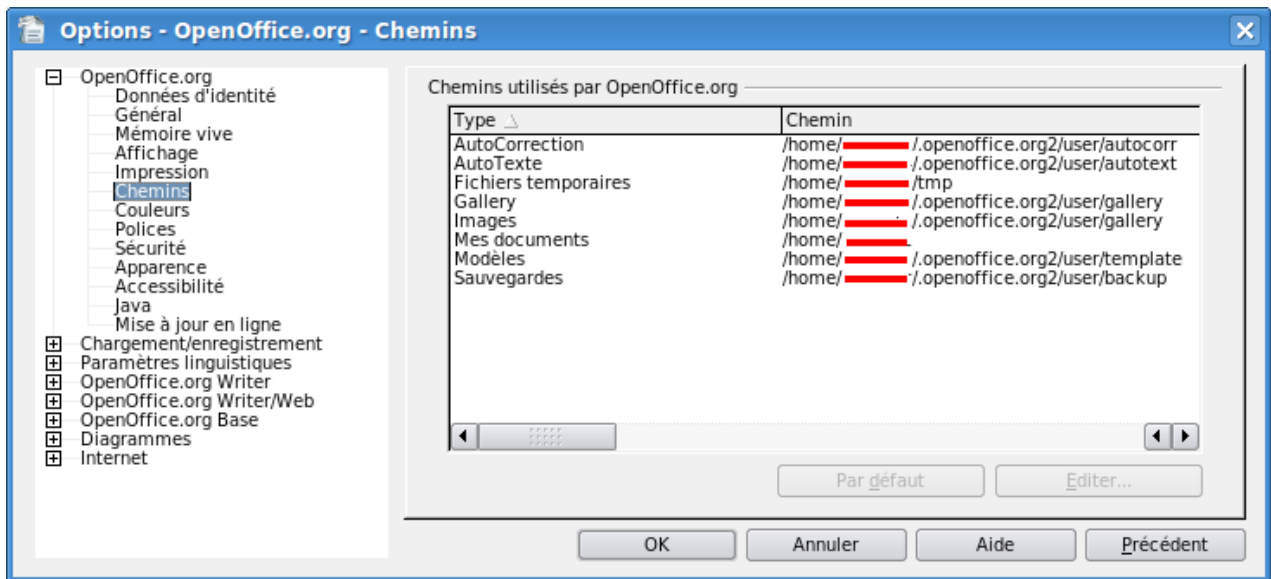 Options - OpenOffice.org - Chemins
OpenOffice.org
Données d'identité
Général
Mémoire vive
Affichage
Impression
Chemins
Couleurs
Polices
Sécurité
Apparence
Accessibilité
Java
Mise à jour en ligne
Chargement/enregistrement
Paramètres linguistiques
OpenOffice.org Writer
OpenOffice.org Writer/Web
OpenOffice.org Base
Diagrammes
Internet
Chemins utilisés par OpenOffice.org
Type Chemin
AutoCorrection /home/ /.openoffice.org2/user/autocorr
AutoTexte /home/ /.openoffice.org2/user/autotext
Fichiers temporaires /home/ /tmp
Gallery /home/ /.openoffice.org2/user/gallery
Images /home/ /.openoffice.org2/user/gallery
Mes documents /home/
Modèles /home/ /.openoffice.org2/user/template
Sauvegardes /home/ /.openoffice.org2/user/backup
Par défaut Editer...
OK Annuler Aide Précédent